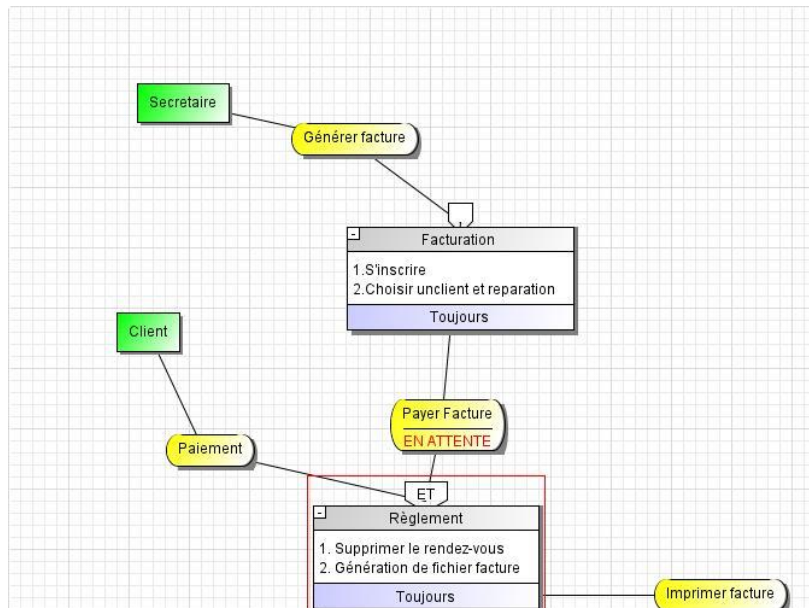 Secretaire
Générer facture
Facturation
1.S'inscrire
2.Choisir unclient et reparation
Toujours
Client
Payer Facture
EN ATTENTE
Paiement
ET
Règlement
1. Supprimer le rendez-vous
2. Génération de fichier facture
Toujours
Imprimer facture